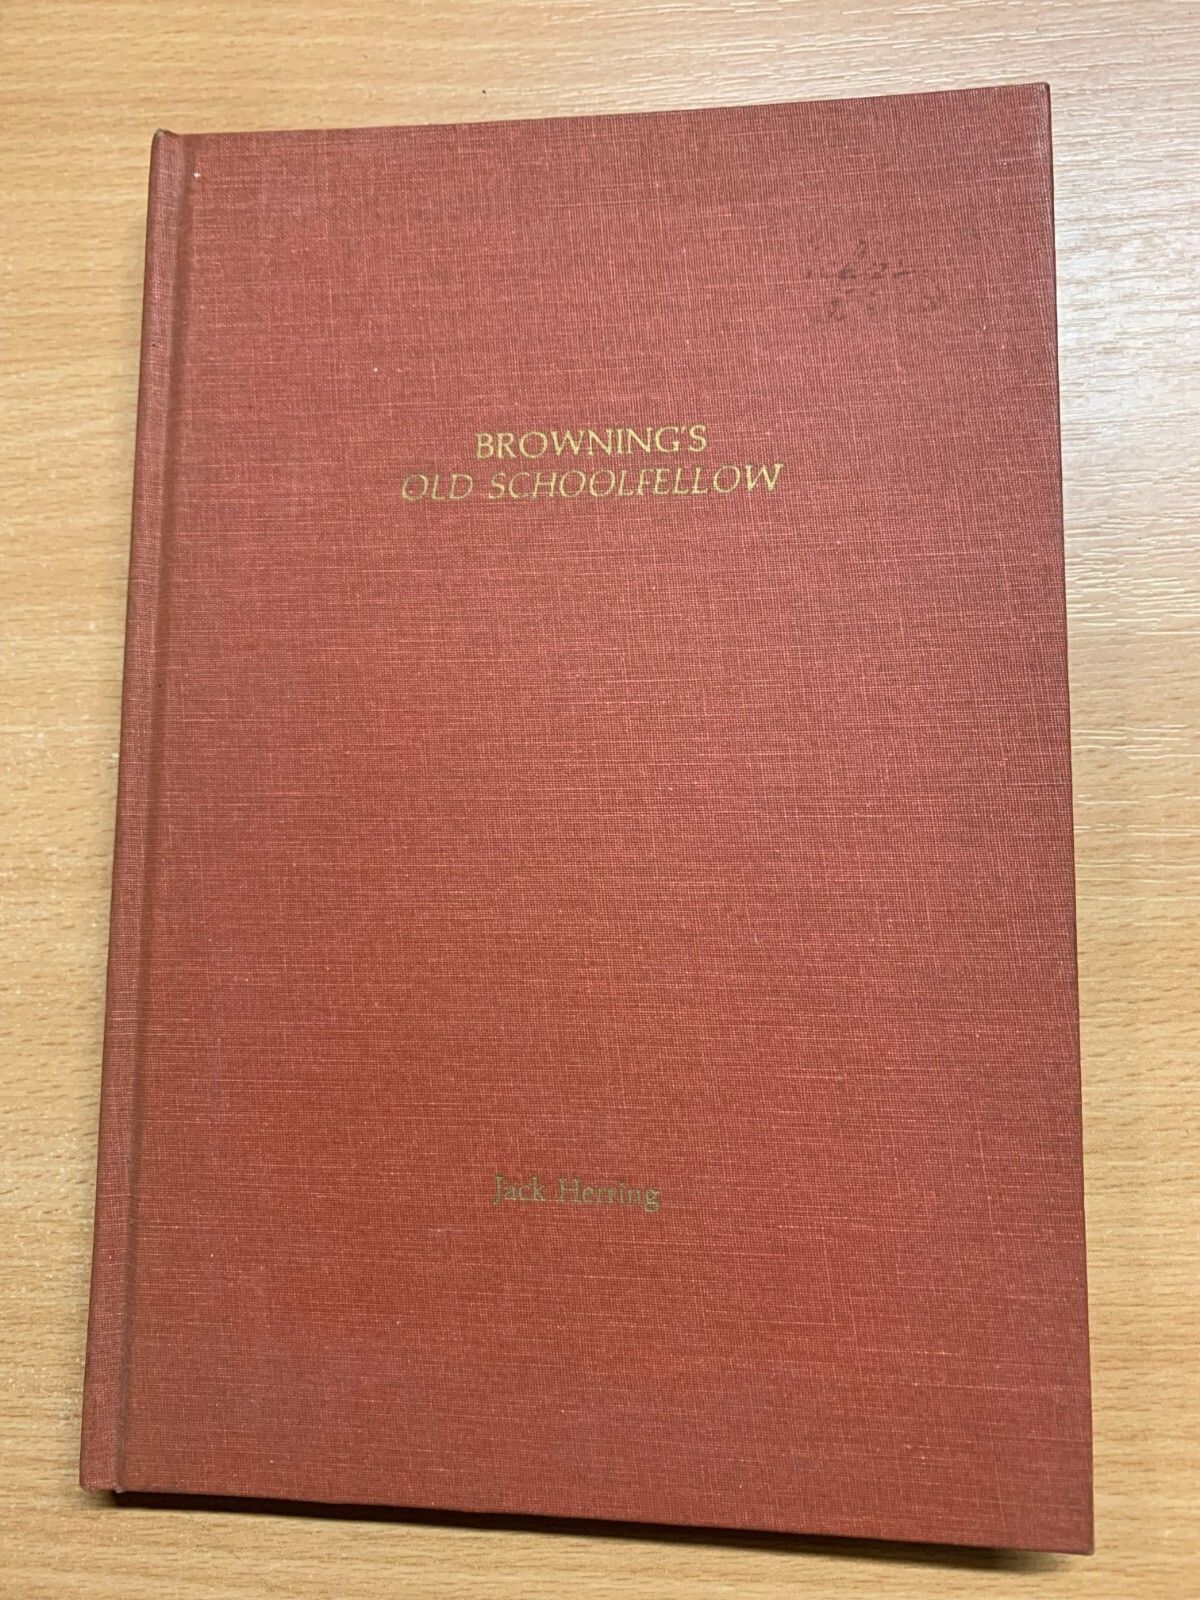 BROWNING'S
OLD SCHOOLFELLOW
Jack Herring